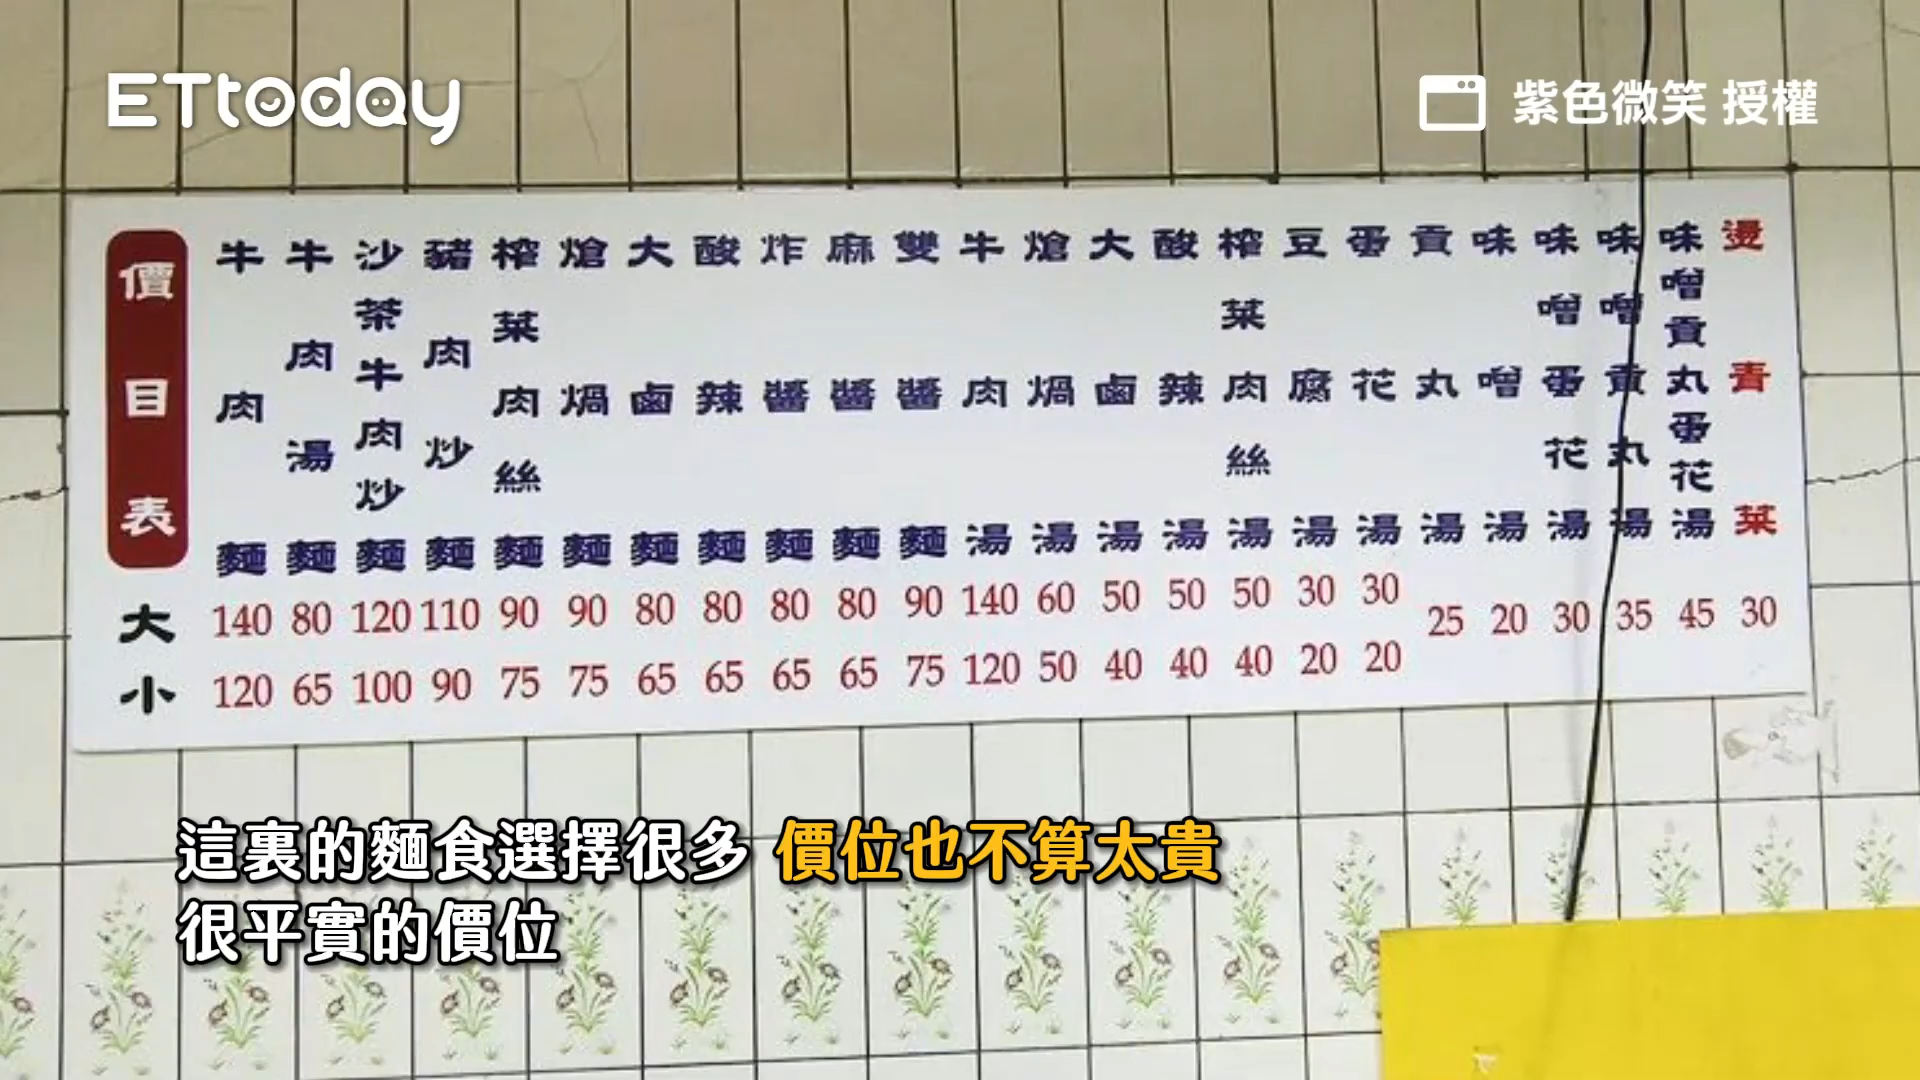 ETtoday
紫色微笑 授權
價目表
牛肉麵
牛肉湯麵
沙茶牛肉炒麵
豬肉炒麵
榨菜肉絲麵
熗煱麵
大鹵麵
酸辣麵
炸醬麵
麻醬麵
雙醬麵
牛肉湯
熗煱湯
大鹵湯
酸辣湯
榨菜肉絲湯
豆腐湯
蛋花湯
貢丸湯
味噌湯
味噌蛋花湯
味噌貢丸湯
味噌貢丸蛋花湯
燙青菜
大 140 80 120 110 90 90 80 80 80 80 90 140 60 50 50 50 30 30 25 20 30 35 45 30
小 120 65 100 90 75 75 65 65 65 65 75 120 50 40 40 40 20 20
這裏的麵食選擇很多 價位也不算太貴
很平實的價位